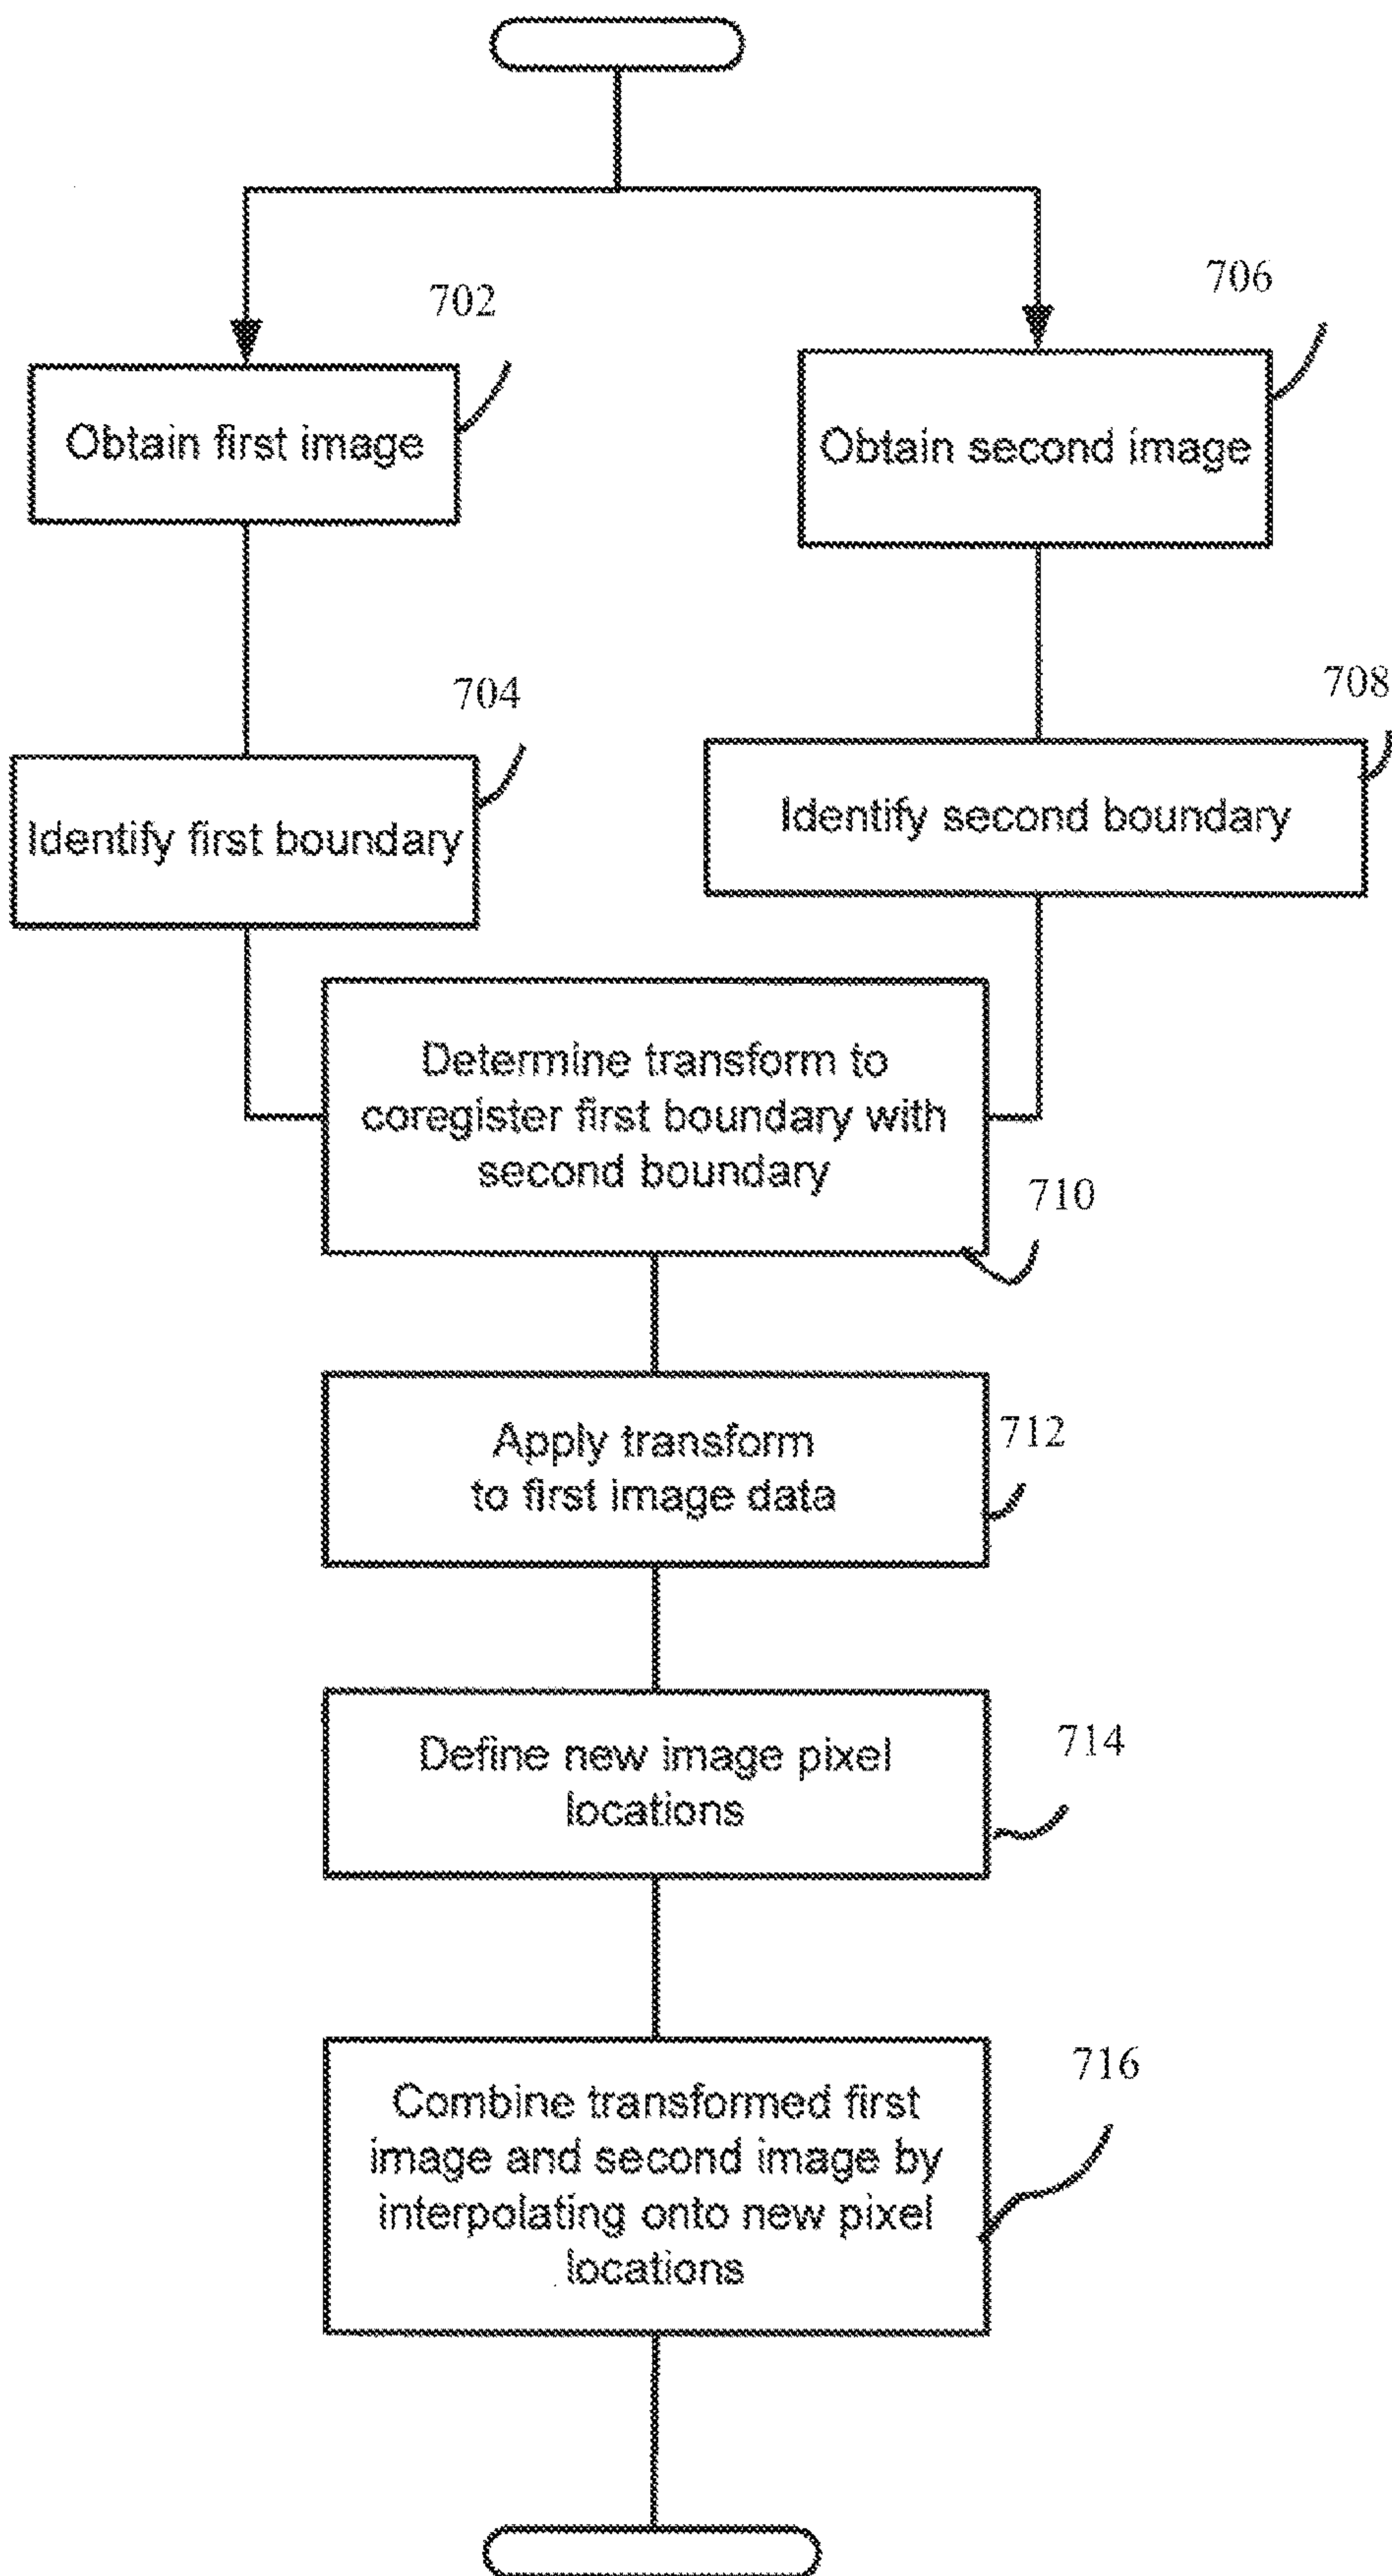 702
706
Obtain first image
Obtain second image
704
708
Identify first boundary
Identify second boundary
Determine transform to
coregister first boundary with
second boundary
710
Apply transform
to first image data
712
Define new image pixel
locations
714
Combine transformed first
image and second image by
interpolating onto new pixel
locations
716